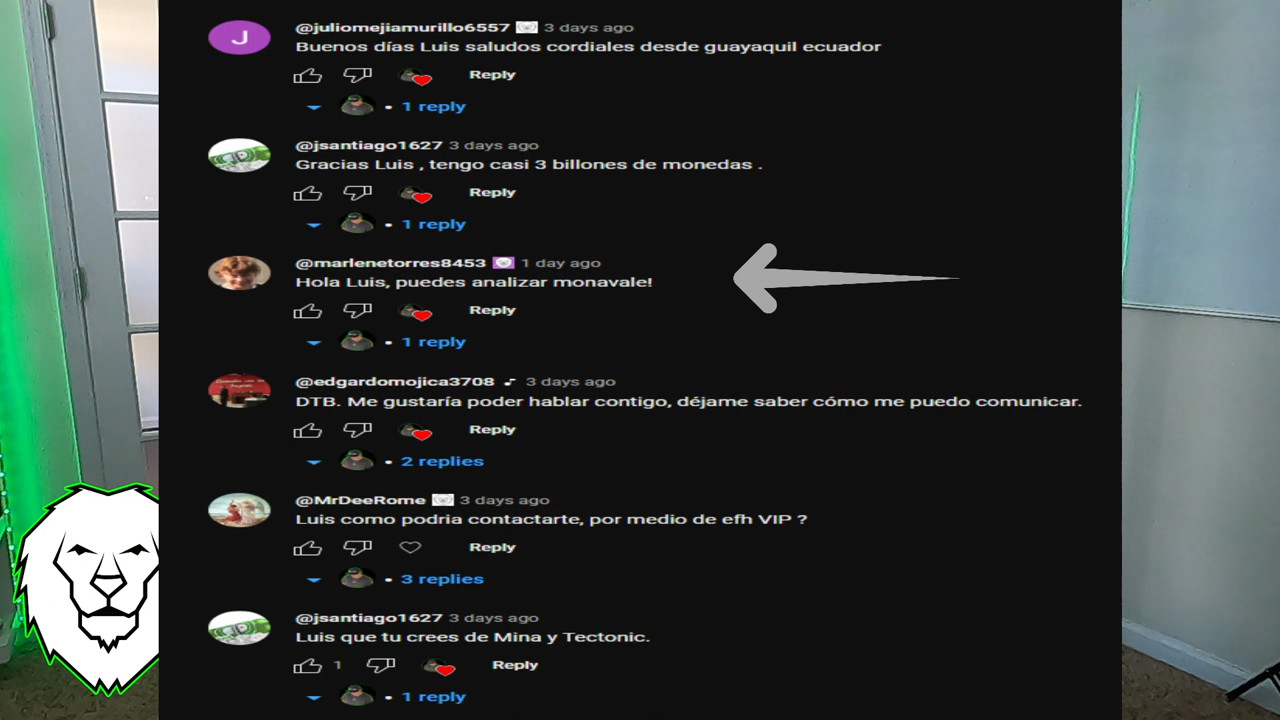 @juliomejiamurillo6557 3 days ago
Buenos días Luis saludos cordiales desde guayaquil ecuador
Reply
1 reply
@jsantiago1627 3 days ago
Gracias Luis , tengo casi 3 billones de monedas .
Reply
1 reply
@marlenetorres8453 1 day ago
Hola Luis, puedes analizar monavale!
Reply
1 reply
@edgardomojica3708 3 days ago
DTB. Me gustaría poder hablar contigo, déjame saber cómo me puedo comunicar.
Reply
2 replies
@MrDeeRome 3 days ago
Luis como podria contactarte, por medio de efh VIP ?
Reply
3 replies
@jsantiago1627 3 days ago
Luis que tu crees de Mina y Tectonic.
1 Reply
1 reply